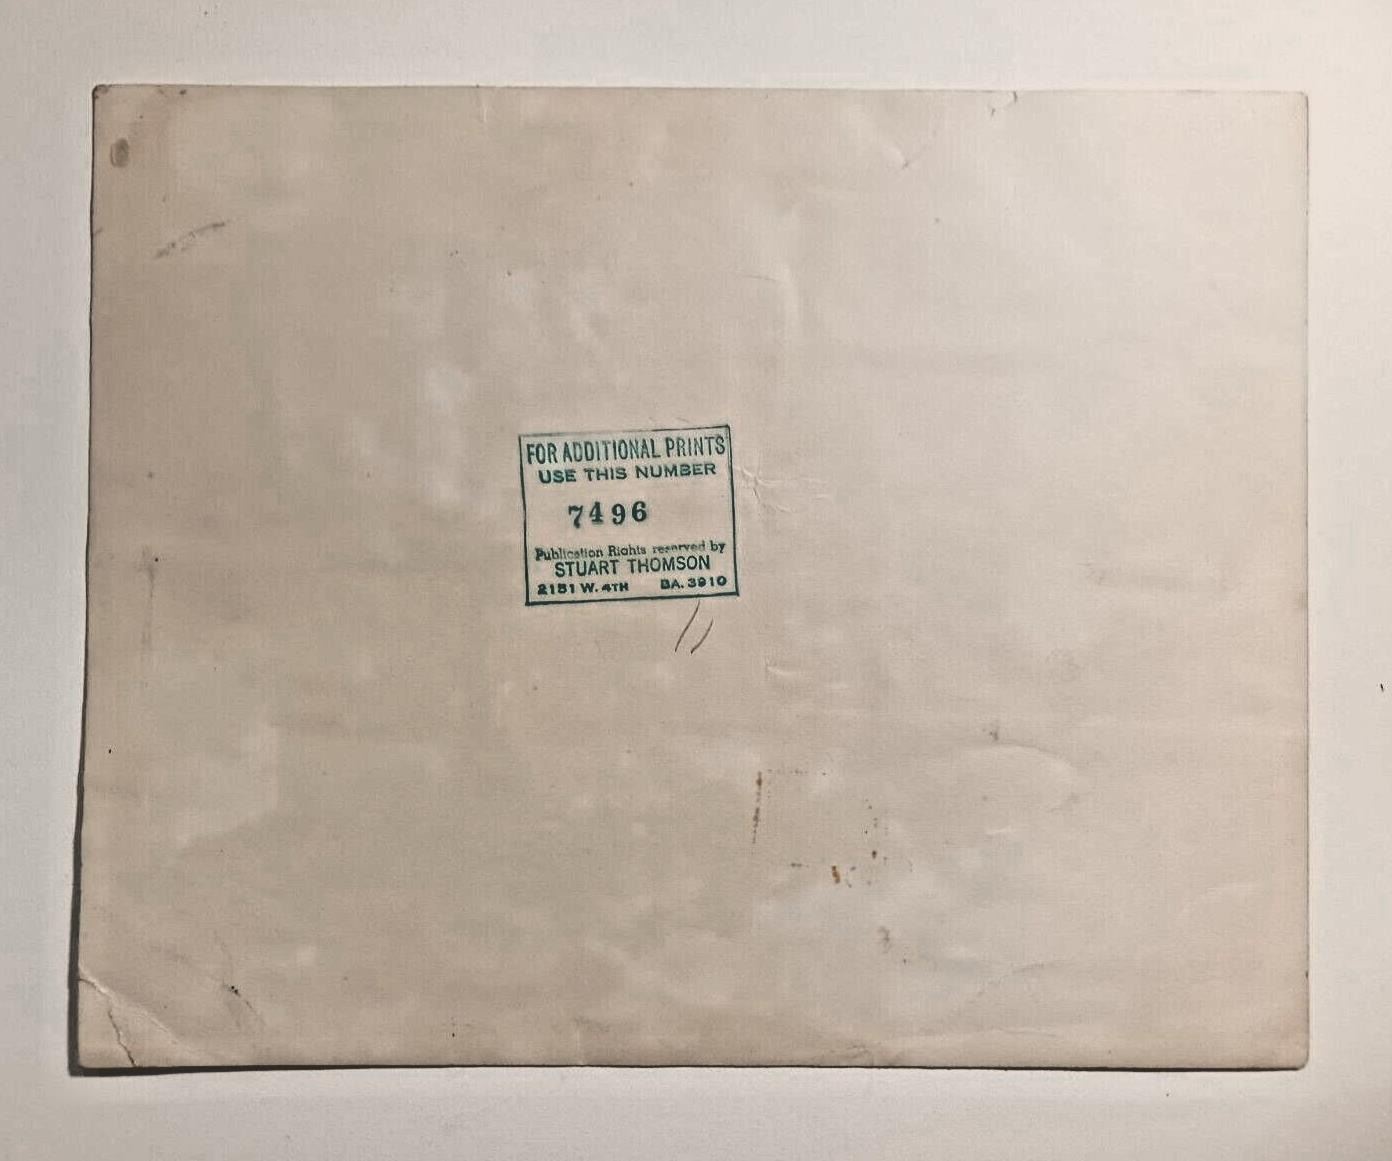 FOR ADDITIONAL PRINTS
USE THIS NUMBER
7496
Publication Rights reserved by
STUART THOMSON
2151 W. 4TH BA. 3910